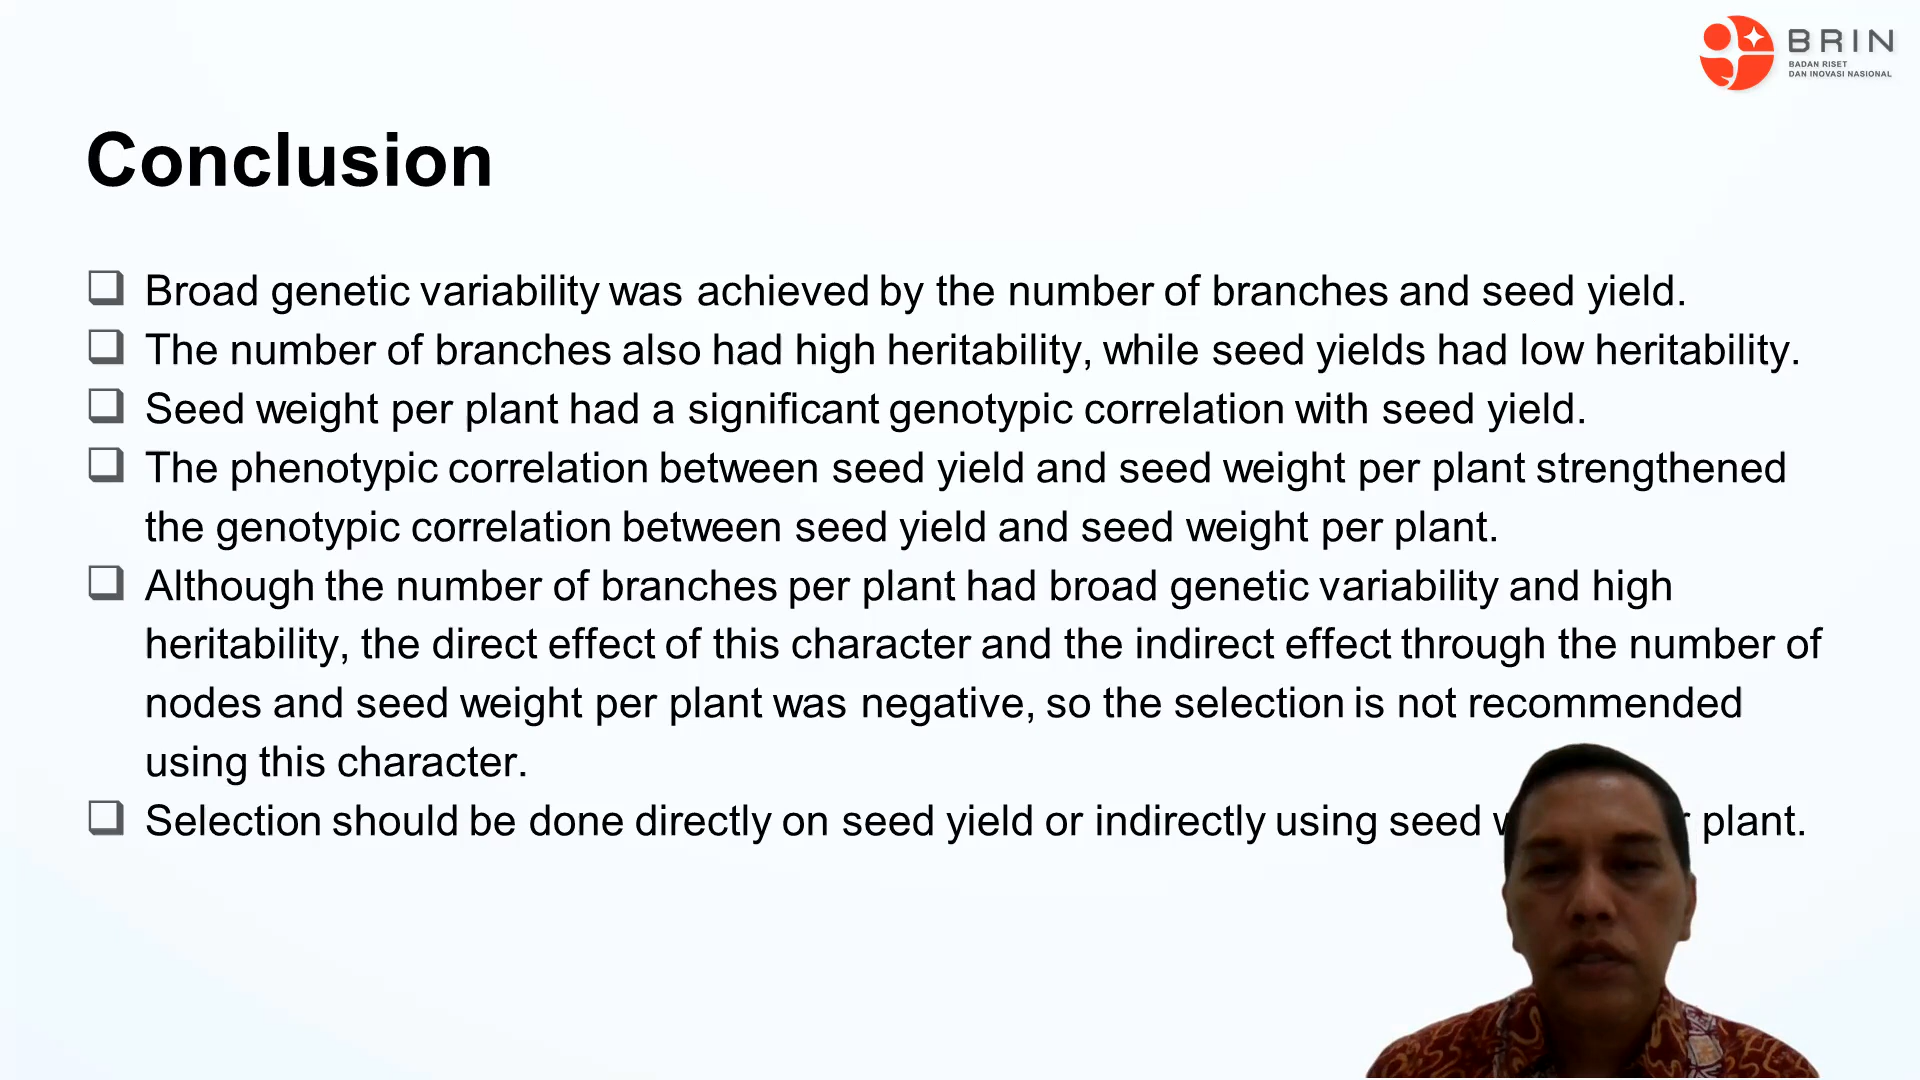 BRIN
BADAN RISET
DAN INOVASI NASIONAL
Conclusion
Broad genetic variability was achieved by the number of branches and seed yield.
The number of branches also had high heritability, while seed yields had low heritability.
Seed weight per plant had a significant genotypic correlation with seed yield.
The phenotypic correlation between seed yield and seed weight per plant strengthened
the genotypic correlation between seed yield and seed weight per plant.
Although the number of branches per plant had broad genetic variability and high
heritability, the direct effect of this character and the indirect effect through the number of
nodes and seed weight per plant was negative, so the selection is not recommended
using this character.
Selection should be done directly on seed yield or indirectly using seed plant.